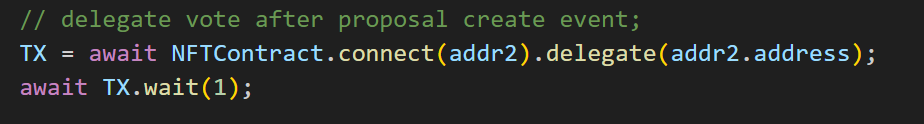 // delegate vote after proposal create event;
TX = await NFTContract.connect(addr2).delegate(addr2.address);
await TX.wait(1);